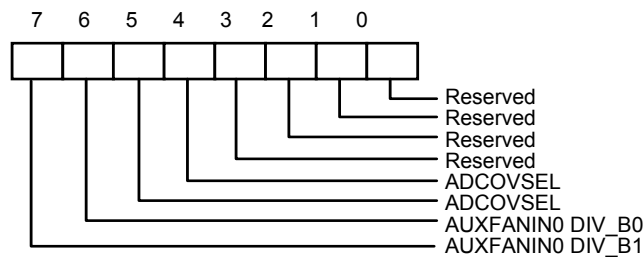 7 6 5 4 3 2 1 0
Reserved
Reserved
Reserved
Reserved
ADCOVSEL
ADCOVSEL
AUXFANIN0 DIV_B0
AUXFANIN0 DIV_B1